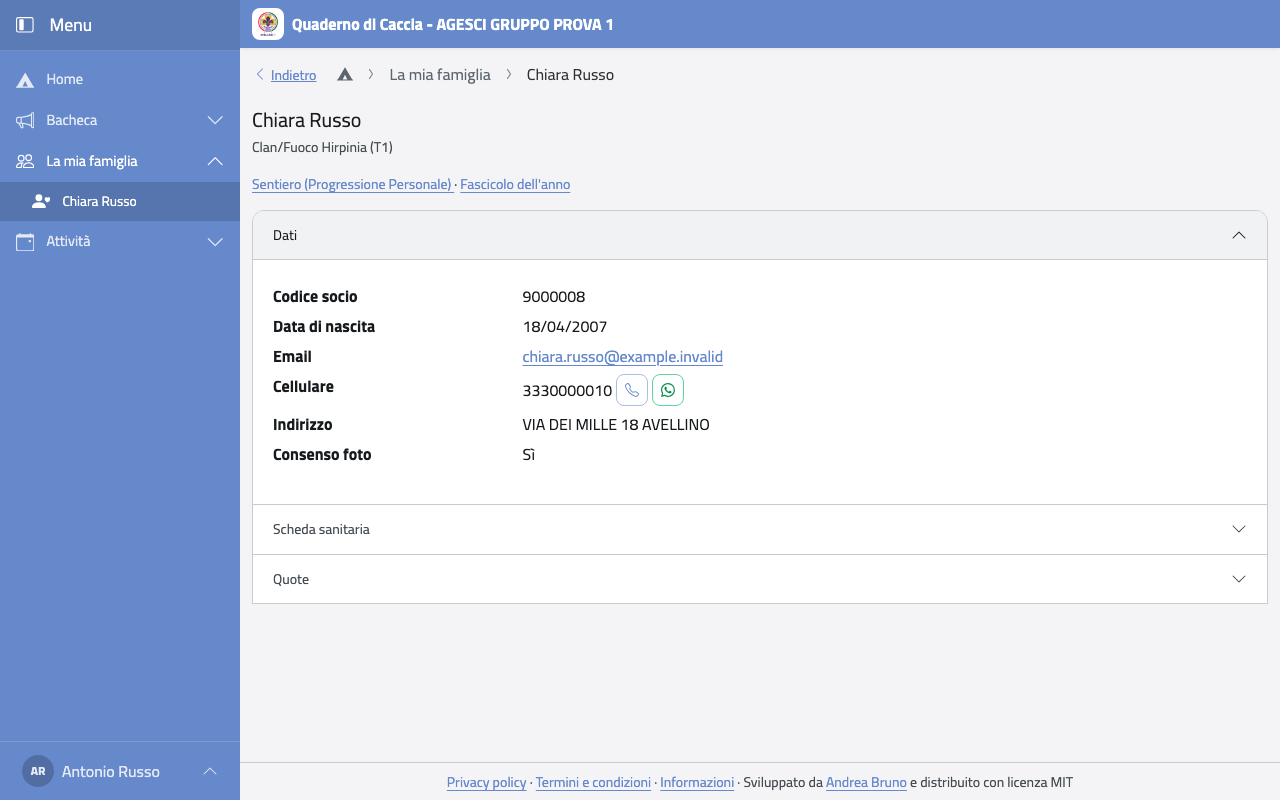 Menu
Home
Bacheca
La mia famiglia
Chiara Russo
Attività
AR Antonio Russo
Quaderno di Caccia - AGESCI GRUPPO PROVA 1
Indietro La mia famiglia Chiara Russo
Chiara Russo
Clan/Fuoco Hirpinia (T1)
Sentiero (Progressione Personale) · Fascicolo dell'anno
Dati
Codice socio 9000008
Data di nascita 18/04/2007
Email chiara.russo@example.invalid
Cellulare 3330000010
Indirizzo VIA DEI MILLE 18 AVELLINO
Consenso foto Sì
Scheda sanitaria
Quote
Privacy policy · Termini e condizioni · Informazioni · Sviluppato da Andrea Bruno e distribuito con licenza MIT